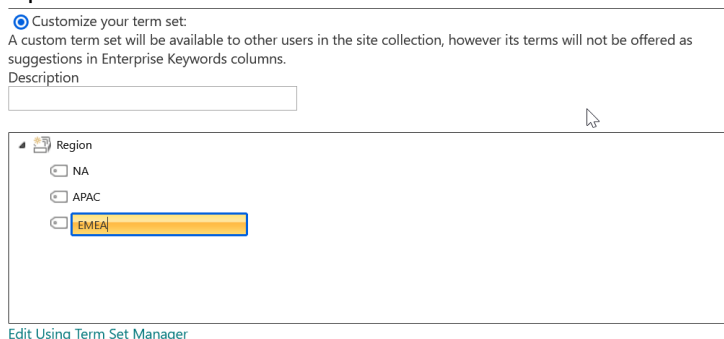 Customize your term set:
A custom term set will be available to other users in the site collection, however its terms will not be offered as
suggestions in Enterprise Keywords columns.
Description
Region
NA
APAC
EMEA
Edit Using Term Set Manager